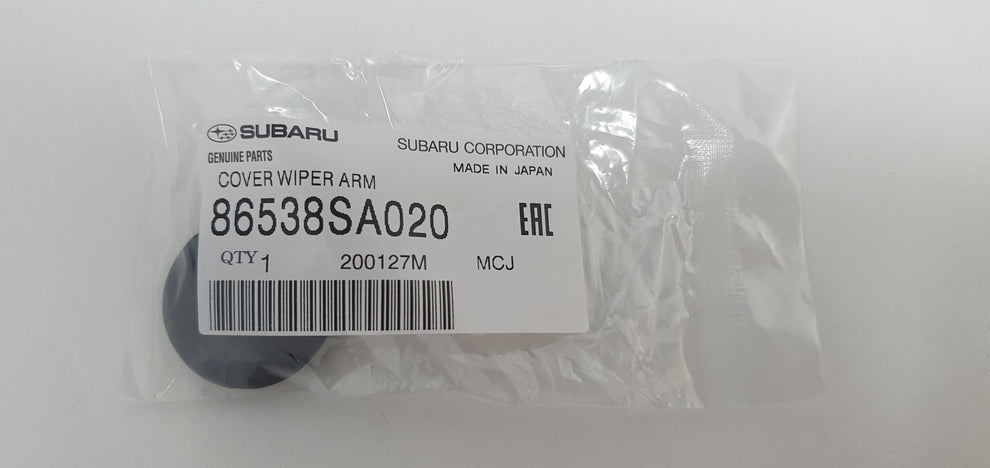 SUBARU
SUBARU CORPORATION
GENUINE PARTS
MADE IN JAPAN
COVER WIPER ARM
86538SA020
EAC
QTY 1 200127M MCJ